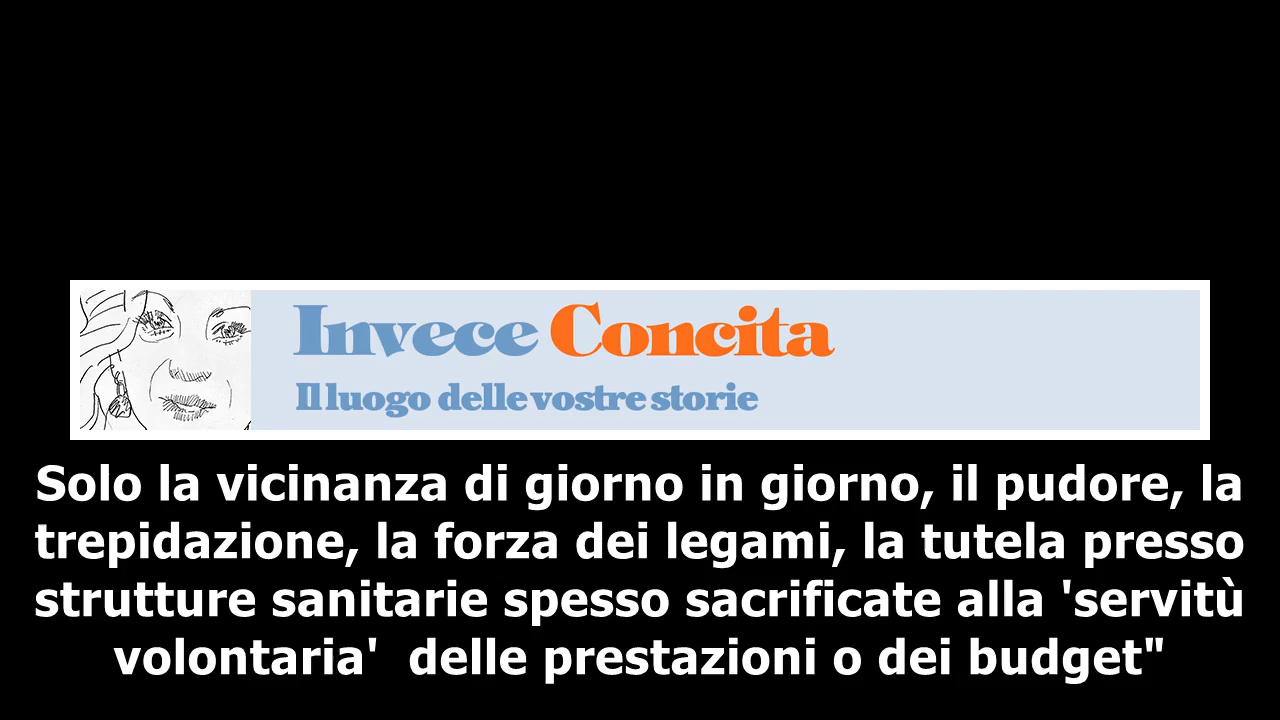 Invece Concita
Il luogo delle vostre storie
Solo la vicinanza di giorno in giorno, il pudore, la
trepidazione, la forza dei legami, la tutela presso
strutture sanitarie spesso sacrificate alla 'servitù
volontaria'  delle prestazioni o dei budget"